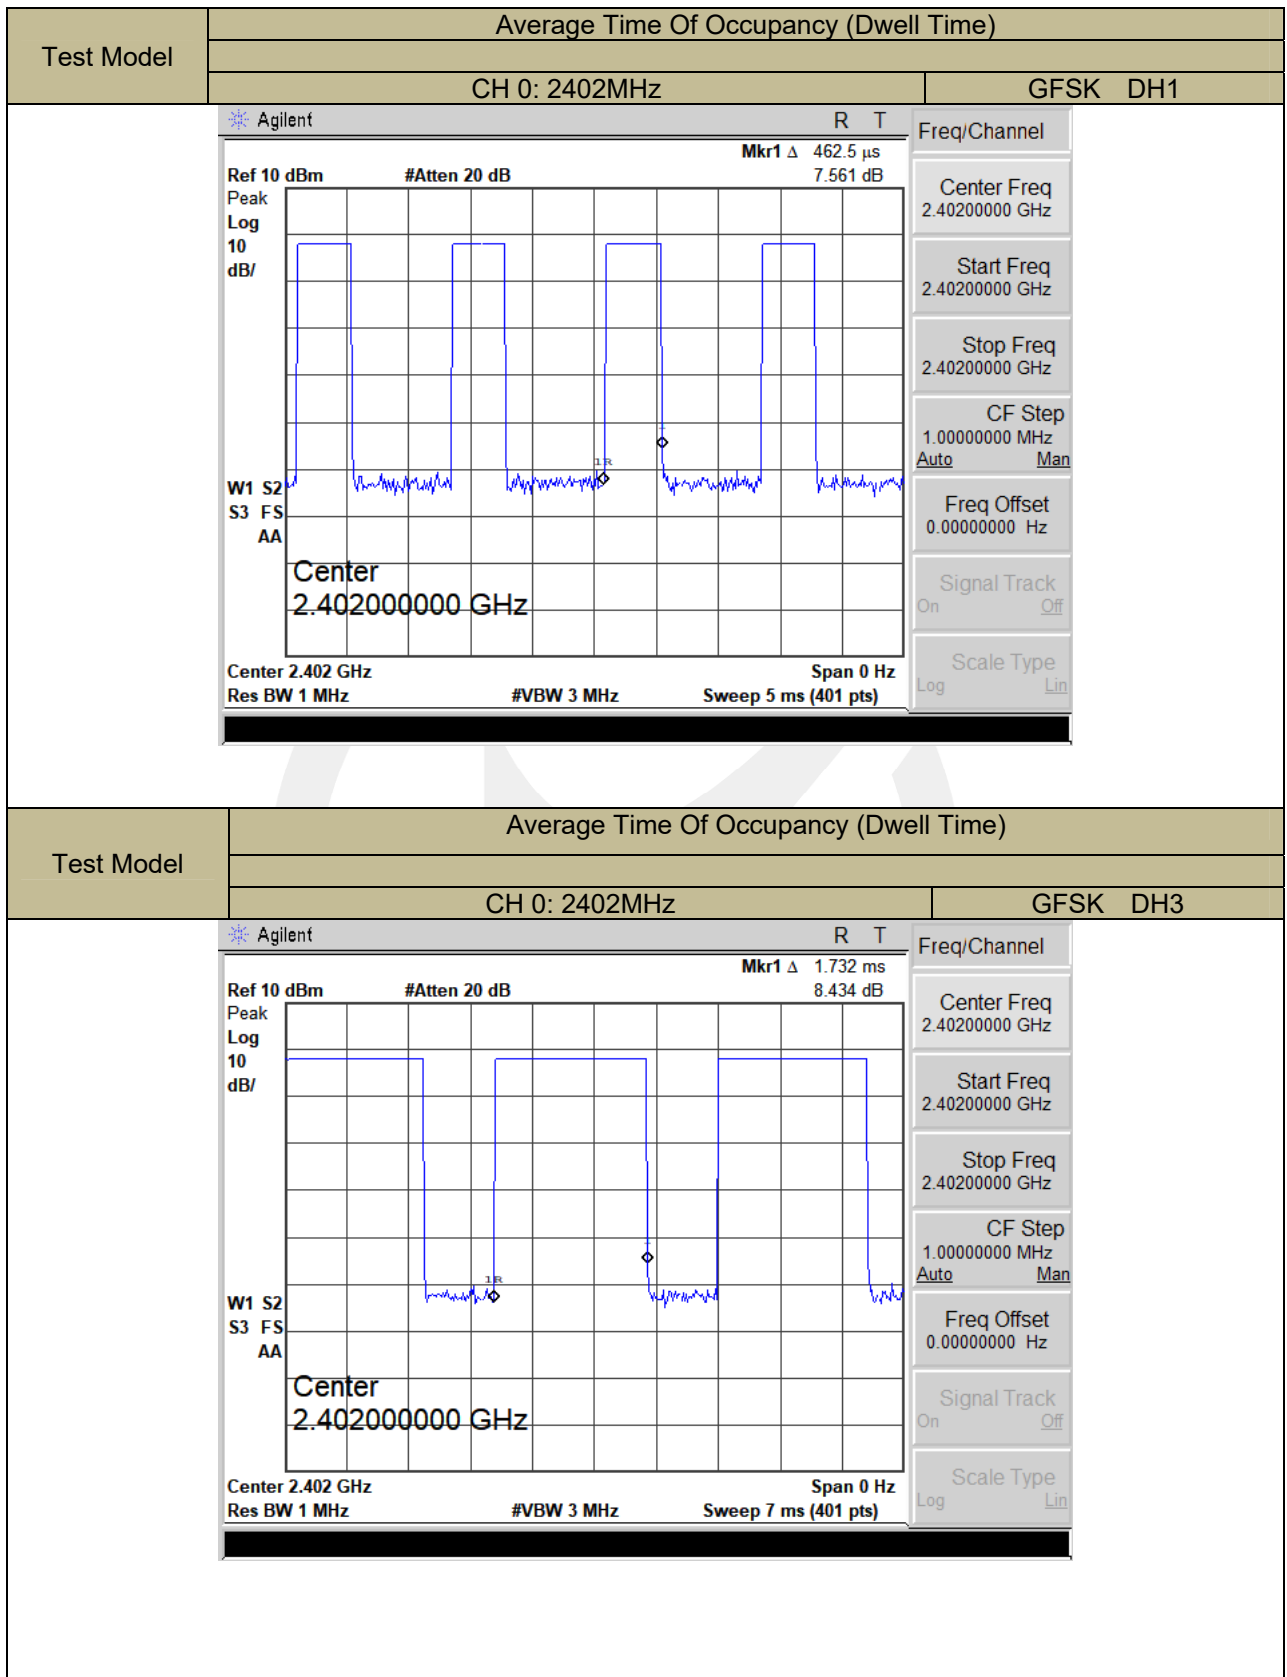 Test Model
Average Time Of Occupancy (Dwell Time)
CH 0: 2402MHz
GFSK DH1
Agilent
R T
Freq/Channel
Mkr1 Δ 462.5 μs
Ref 10 dBm #Atten 20 dB 7.561 dB
Peak
Log
10
dB/
1R
1
W1 S2
S3 FS
AA
Center
2.402000000 GHz
Center 2.402 GHz Span 0 Hz
Res BW 1 MHz #VBW 3 MHz Sweep 5 ms (401 pts)
Center Freq
2.40200000 GHz
Start Freq
2.40200000 GHz
Stop Freq
2.40200000 GHz
CF Step
1.00000000 MHz
Auto Man
Freq Offset
0.00000000 Hz
Signal Track
On Off
Scale Type
Log Lin
Test Model
Average Time Of Occupancy (Dwell Time)
CH 0: 2402MHz
GFSK DH3
Agilent
R T
Freq/Channel
Mkr1 Δ 1.732 ms
Ref 10 dBm #Atten 20 dB 8.434 dB
Peak
Log
10
dB/
1R
1
W1 S2
S3 FS
AA
Center
2.402000000 GHz
Center 2.402 GHz Span 0 Hz
Res BW 1 MHz #VBW 3 MHz Sweep 7 ms (401 pts)
Center Freq
2.40200000 GHz
Start Freq
2.40200000 GHz
Stop Freq
2.40200000 GHz
CF Step
1.00000000 MHz
Auto Man
Freq Offset
0.00000000 Hz
Signal Track
On Off
Scale Type
Log Lin